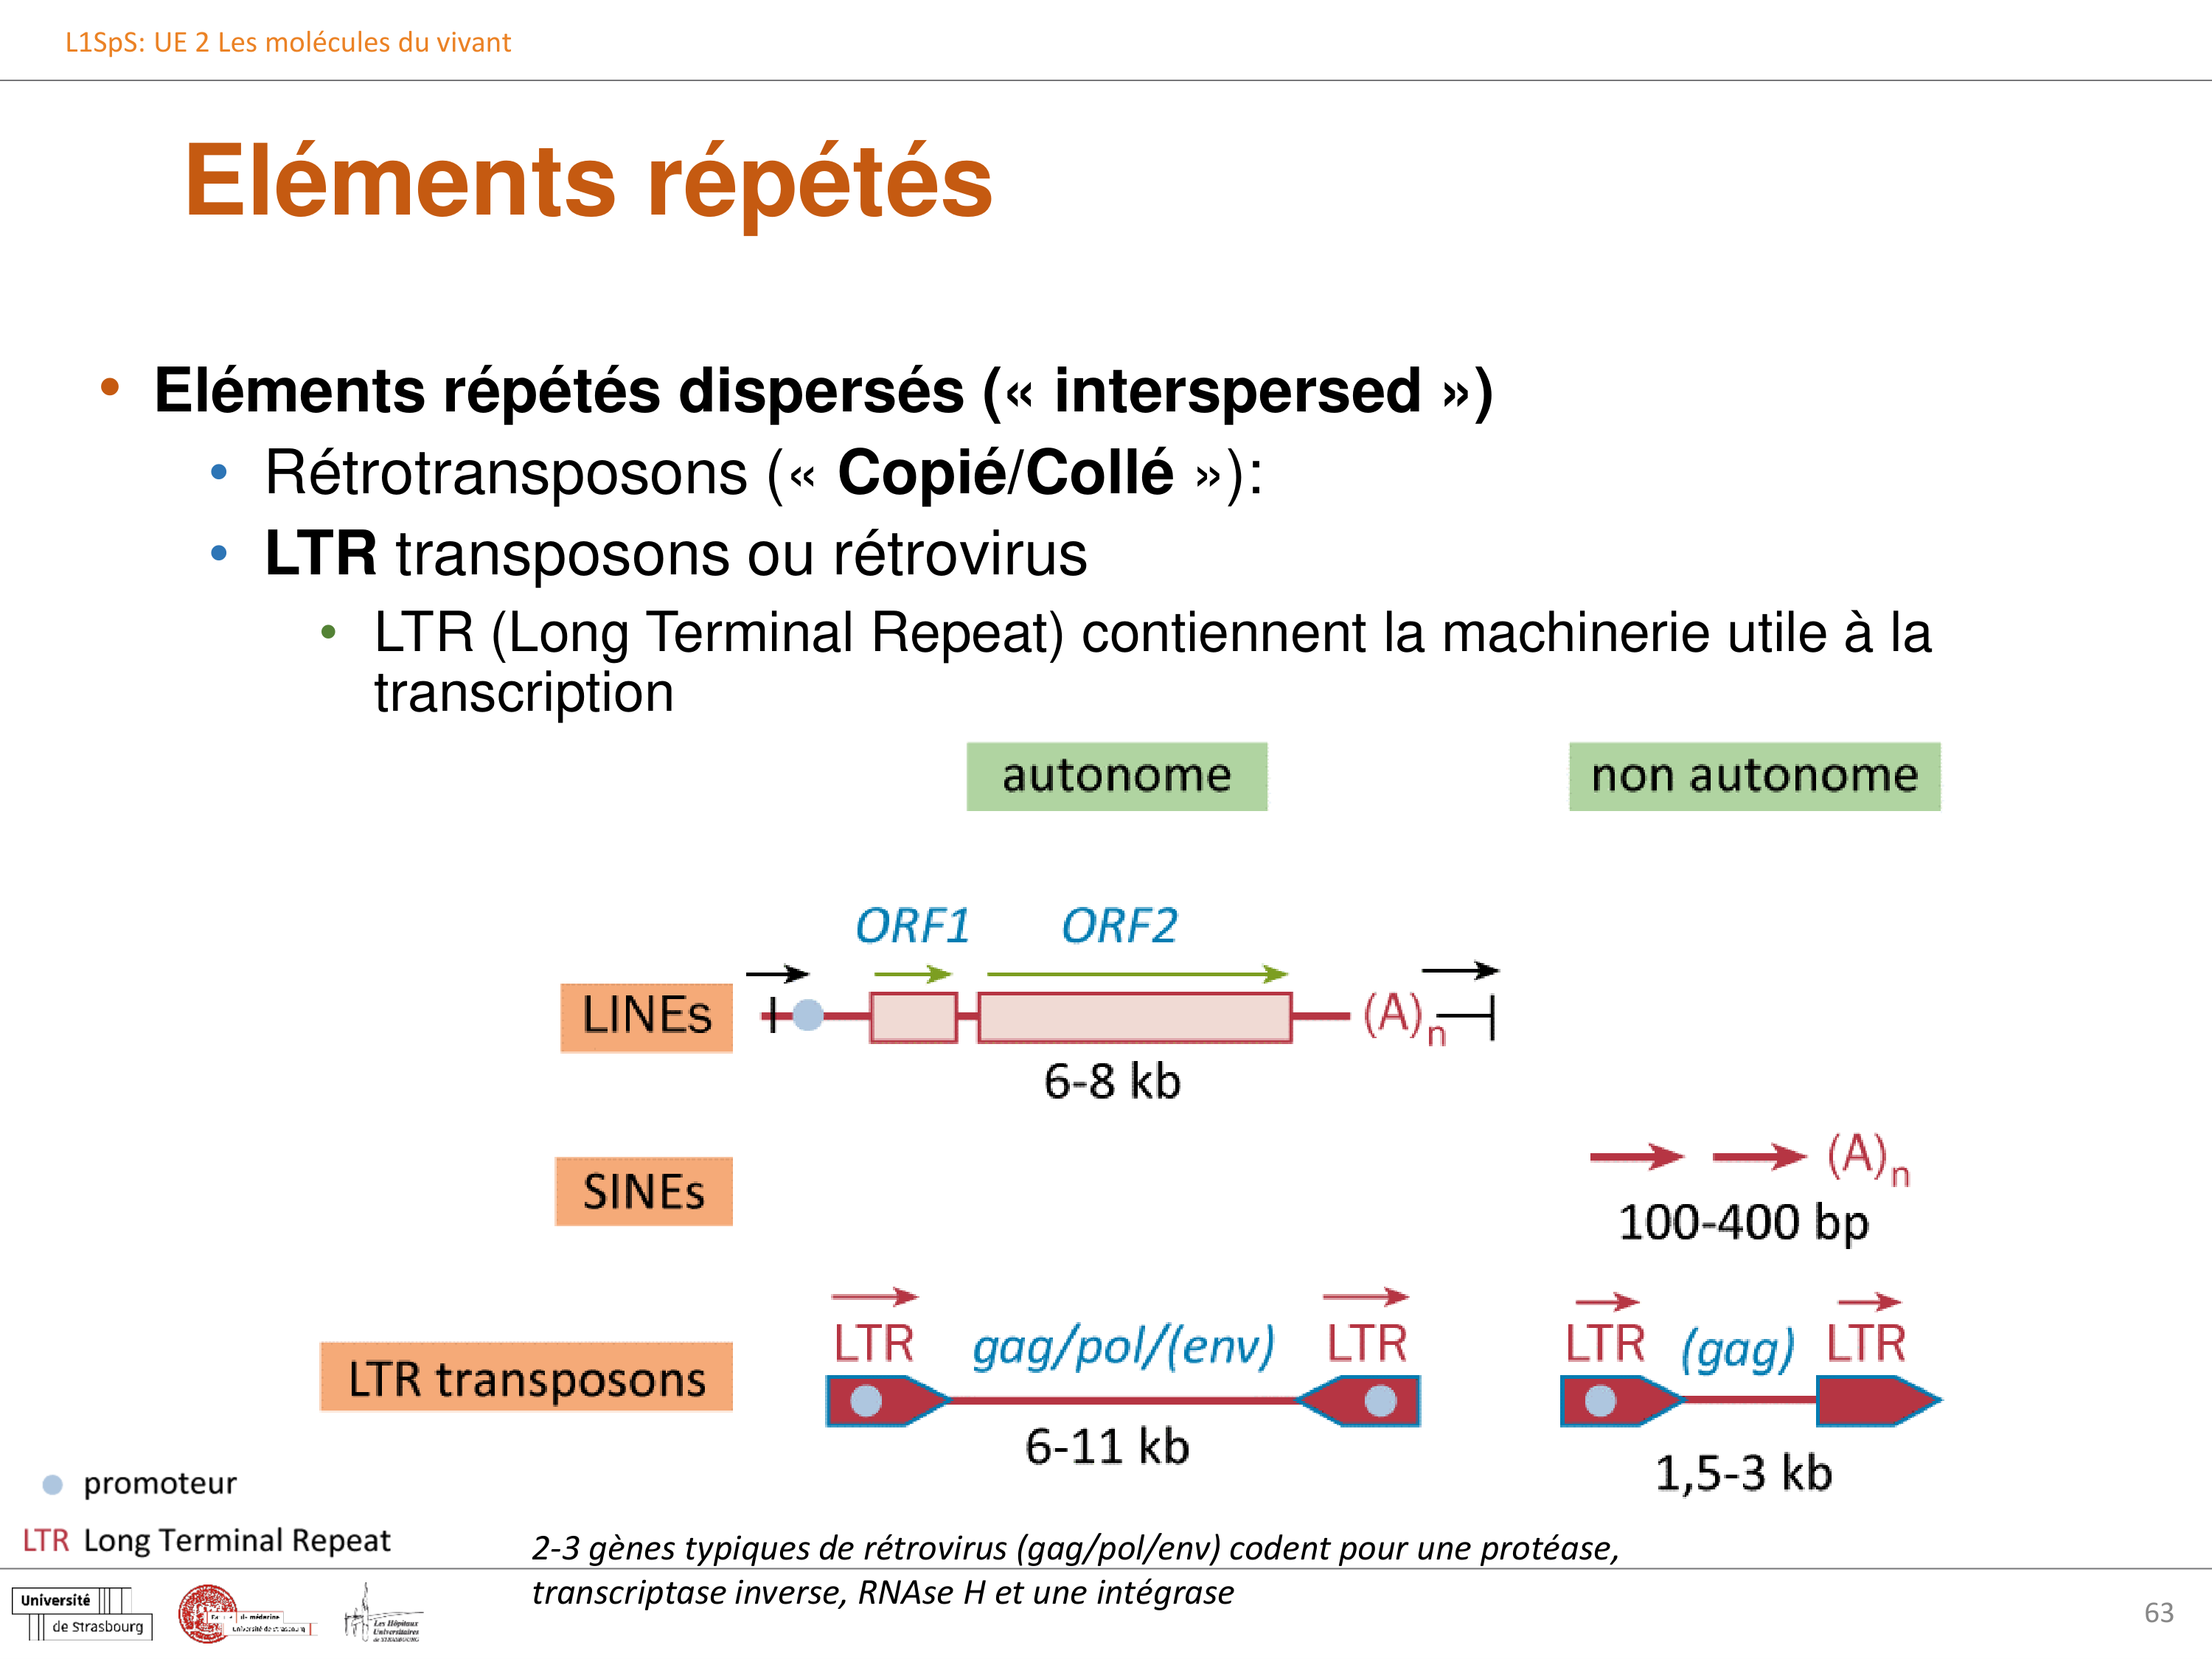 L1SpS: UE 2 Les molécules du vivant
Eléments répétés
• Eléments répétés dispersés (« interspersed »)
• Rétrotransposons (« Copié/Collé »):
• LTR transposons ou rétrovirus
• LTR (Long Terminal Repeat) contiennent la machinerie utile à la
transcription
autonome
non autonome
ORF1 ORF2
LINEs
(A)n
6-8 kb
SINEs
(A)n
100-400 bp
LTR transposons
LTR gag/pol/(env) LTR
6-11 kb
LTR (gag) LTR
1,5-3 kb
promoteur
LTR Long Terminal Repeat
2-3 gènes typiques de rétrovirus (gag/pol/env) codent pour une protéase,
transcriptase inverse, RNAse H et une intégrase
Université
de Strasbourg
Les Hôpitaux
Universitaires
de STRASBOURG
63